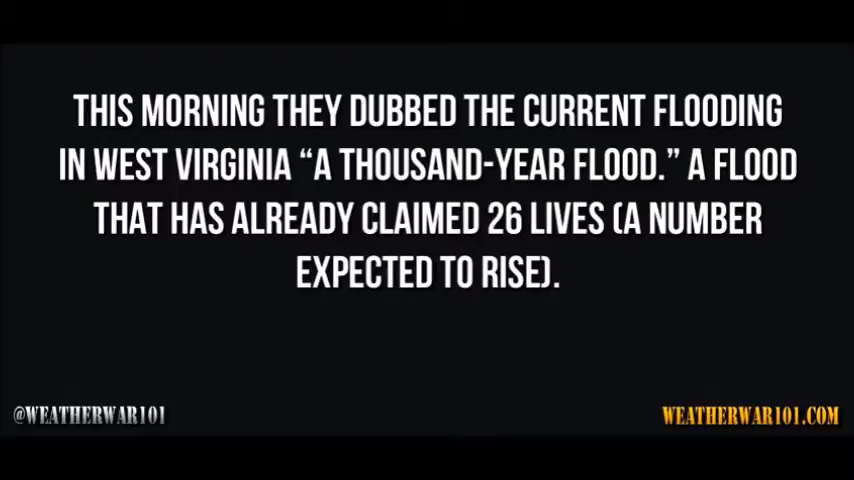 THIS MORNING THEY DUBBED THE CURRENT FLOODING
IN WEST VIRGINIA “A THOUSAND-YEAR FLOOD.” A FLOOD
THAT HAS ALREADY CLAIMED 26 LIVES (A NUMBER
EXPECTED TO RISE).
@WEATHERWAR101
WEATHERWAR101.COM